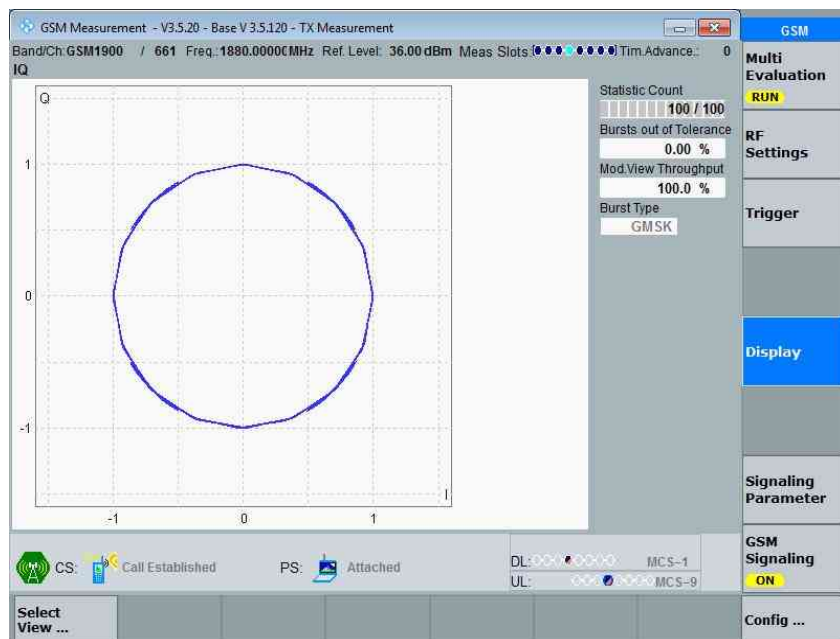 GSM Measurement - V3.5.20 - Base V 3.5.120 - TX Measurement
GSM
Band/Ch:GSM1900 / 661 Freq.:1880.0000(MHz Ref. Level: 36.00 dBm Meas Slots: Tim.Advance.: 0
IQ
Q
1
0
-1
-1 0 1
I
Statistic Count
100 / 100
Bursts out of Tolerance
0.00 %
Mod.View Throughput
100.0 %
Burst Type
GMSK
Multi
Evaluation
RUN
RF
Settings
Trigger
Display
Signaling
Parameter
GSM
Signaling
ON
CS: Call Established PS: Attached
DL: MCS-1
UL: MCS-9
Select
View ...
Config ...